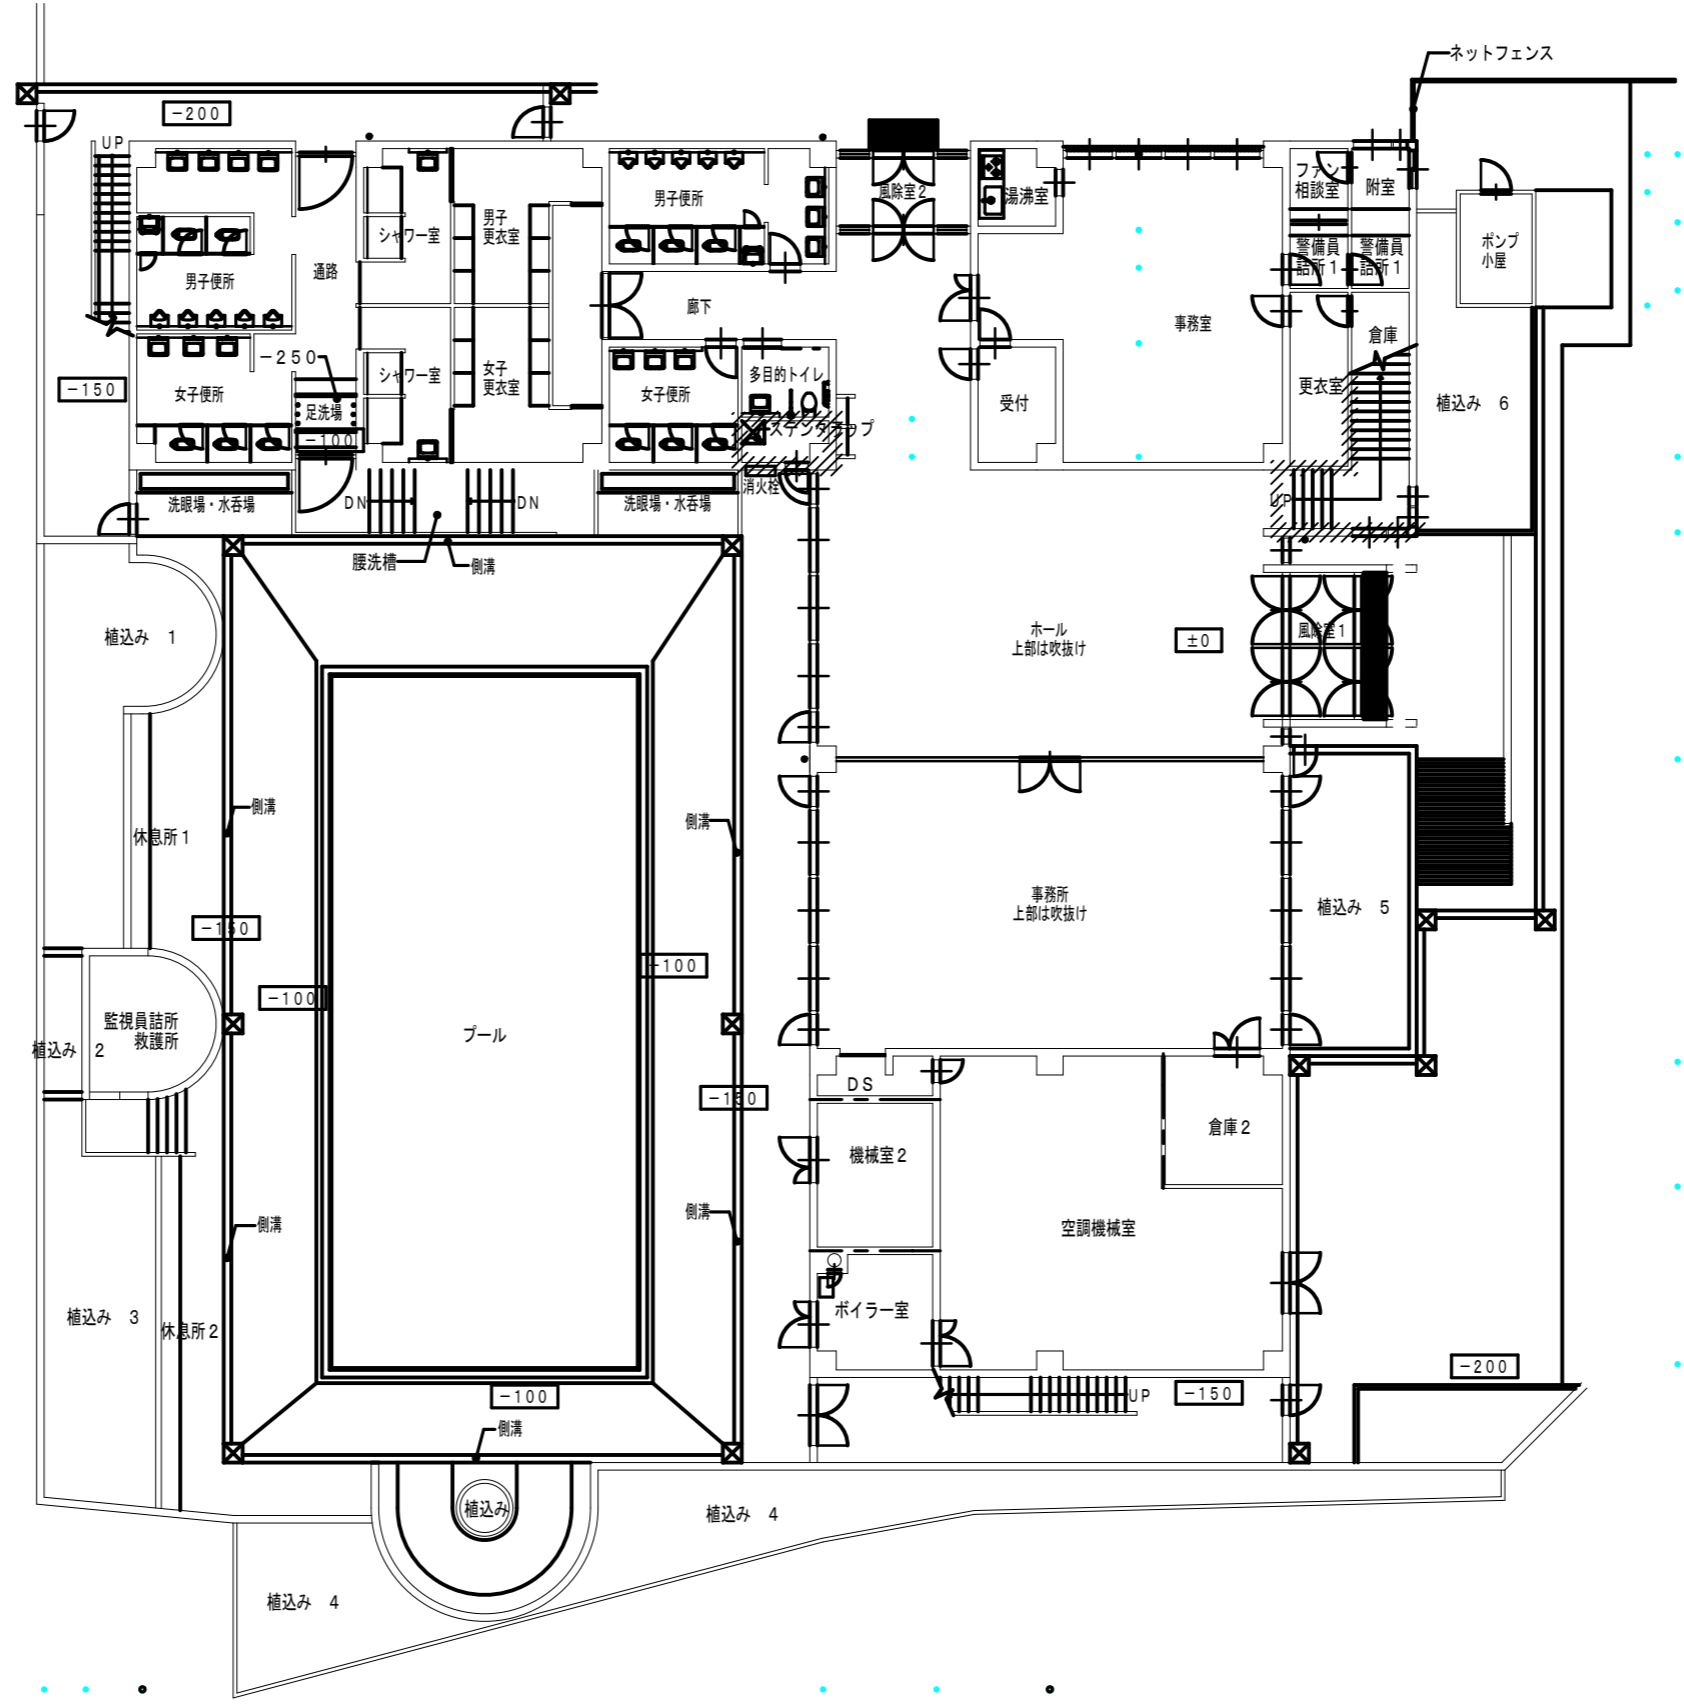 ネットフェンス
−200
UP
ファン
相談室
附室
風除室2
湯沸室
男子便所
シャワー室
男子
更衣室
ポンプ
小屋
警備員
詰所1
警備員
詰所1
通路
男子便所
廊下
事務室
倉庫
−250
シャワー室
女子
更衣室
多目的トイレ
−150
女子便所
女子便所
更衣室
受付
植込み 6
足洗場
−100
消火栓
洗眼場・水呑場
DN
DN
洗眼場・水呑場
UP
腰洗槽
側溝
植込み 1
ホール
上部は吹抜け
±0
風除室1
側溝
側溝
休息所1
事務所
上部は吹抜け
植込み 5
−150
−100
−100
監視員詰所
救護所
植込み 2
プール
DS
−150
倉庫2
機械室2
側溝
側溝
空調機械室
植込み 3
休息所2
ボイラー室
−200
−100
UP
−150
側溝
植込み
植込み 4
植込み 4